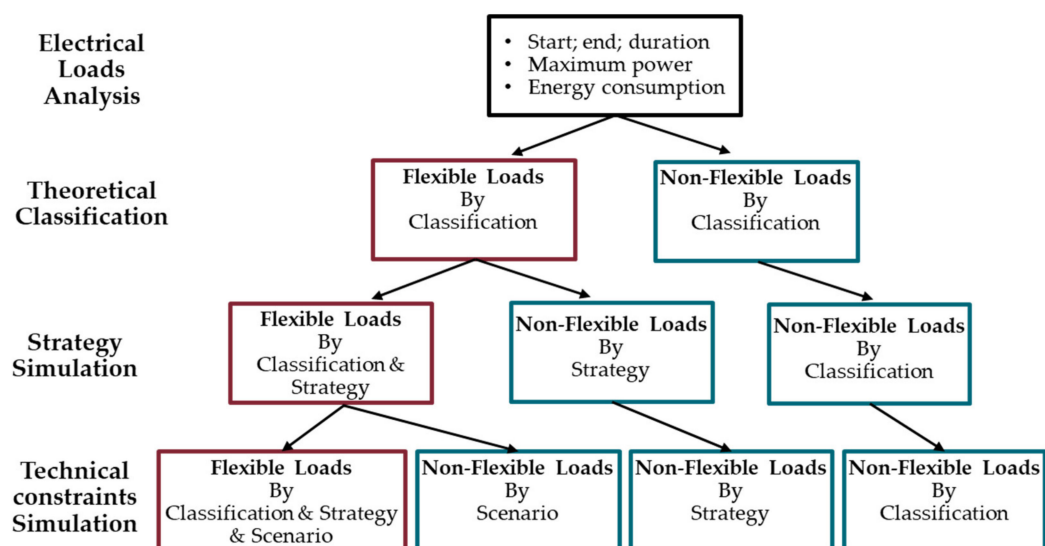 Electrical
Loads
Analysis
• Start; end; duration
• Maximum power
• Energy consumption
Theoretical
Classification
Flexible Loads
By
Classification
Non-Flexible Loads
By
Classification
Strategy
Simulation
Flexible Loads
By
Classification &
Strategy
Non-Flexible Loads
By
Strategy
Non-Flexible Loads
By
Classification
Technical
constraints
Simulation
Flexible Loads
By
Classification & Strategy
& Scenario
Non-Flexible Loads
By
Scenario
Non-Flexible Loads
By
Strategy
Non-Flexible Loads
By
Classification